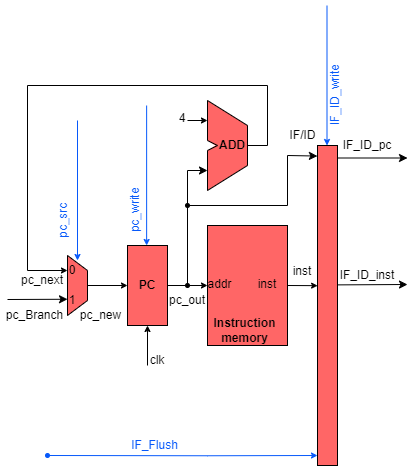 IF_ID_write
4
ADD
IF/ID
IF_ID_pc
pc_src
pc_write
0
pc_next
1
pc_Branch
pc_new
PC
pc_out
addr
inst
Instruction
memory
inst
IF_ID_inst
clk
IF_Flush